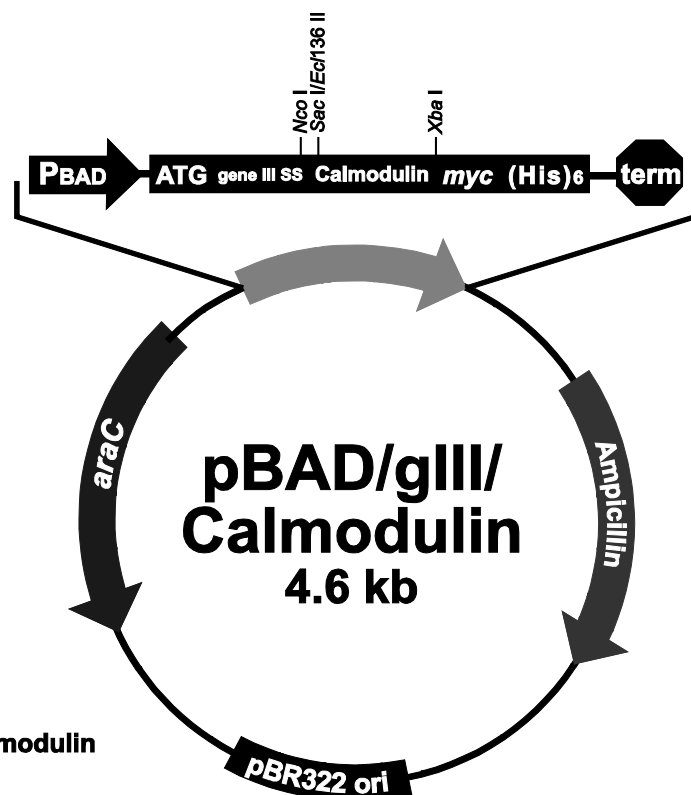 Nco I
Sac I/Ecl136 II
Xba I
PBAD
ATG gene III SS Calmodulin myc (His)6
term
araC
Ampicillin
pBAD/gIII/
Calmodulin
4.6 kb
modulin
pBR322 ori